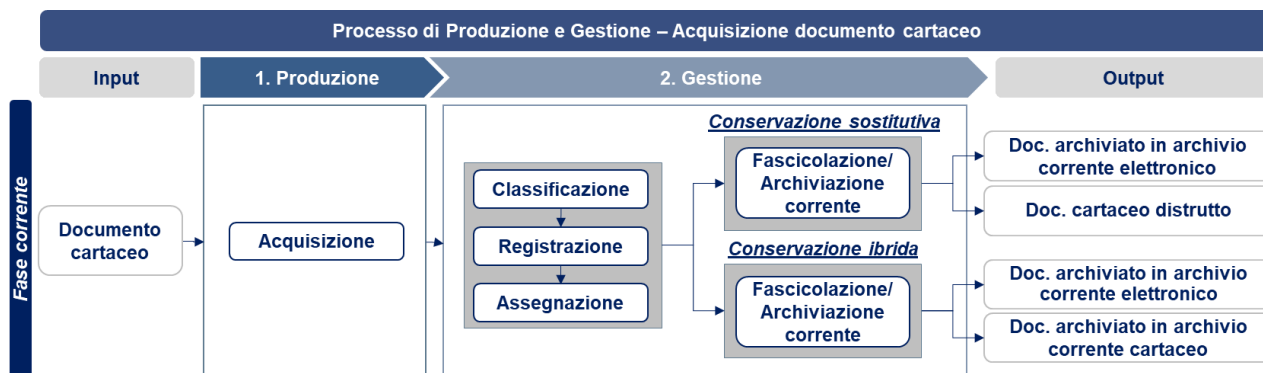 Processo di Produzione e Gestione – Acquisizione documento cartaceo
Input
1. Produzione
2. Gestione
Output
Fase corrente
Documento
cartaceo
Acquisizione
Classificazione
Registrazione
Assegnazione
Conservazione sostitutiva
Fascicolazione/
Archiviazione
corrente
Conservazione ibrida
Fascicolazione/
Archiviazione
corrente
Doc. archiviato in archivio
corrente elettronico
Doc. cartaceo distrutto
Doc. archiviato in archivio
corrente elettronico
Doc. archiviato in archivio
corrente cartaceo